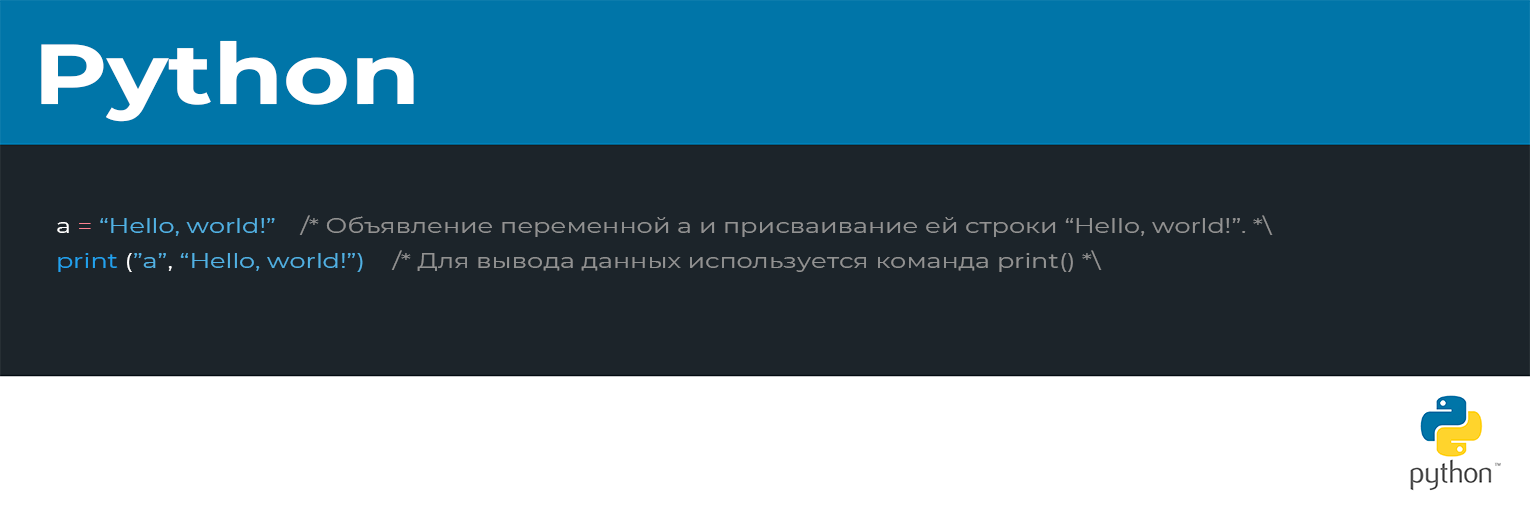 Python
a = “Hello, world!” /* Объявление переменной а и присваивание ей строки “Hello, world!”. *\
print (”a”, “Hello, world!”) /* Для вывода данных используется команда print() *\
python™